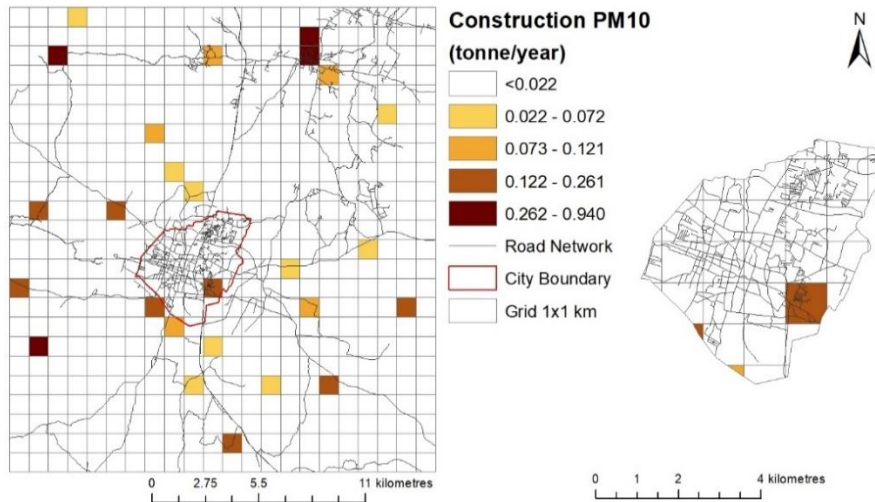 Construction PM10
(tonne/year)
<0.022
0.022 - 0.072
0.073 - 0.121
0.122 - 0.261
0.262 - 0.940
Road Network
City Boundary
Grid 1x1 km
N
0 2.75 5.5 11 kilometres
0 1 2 4 kilometres